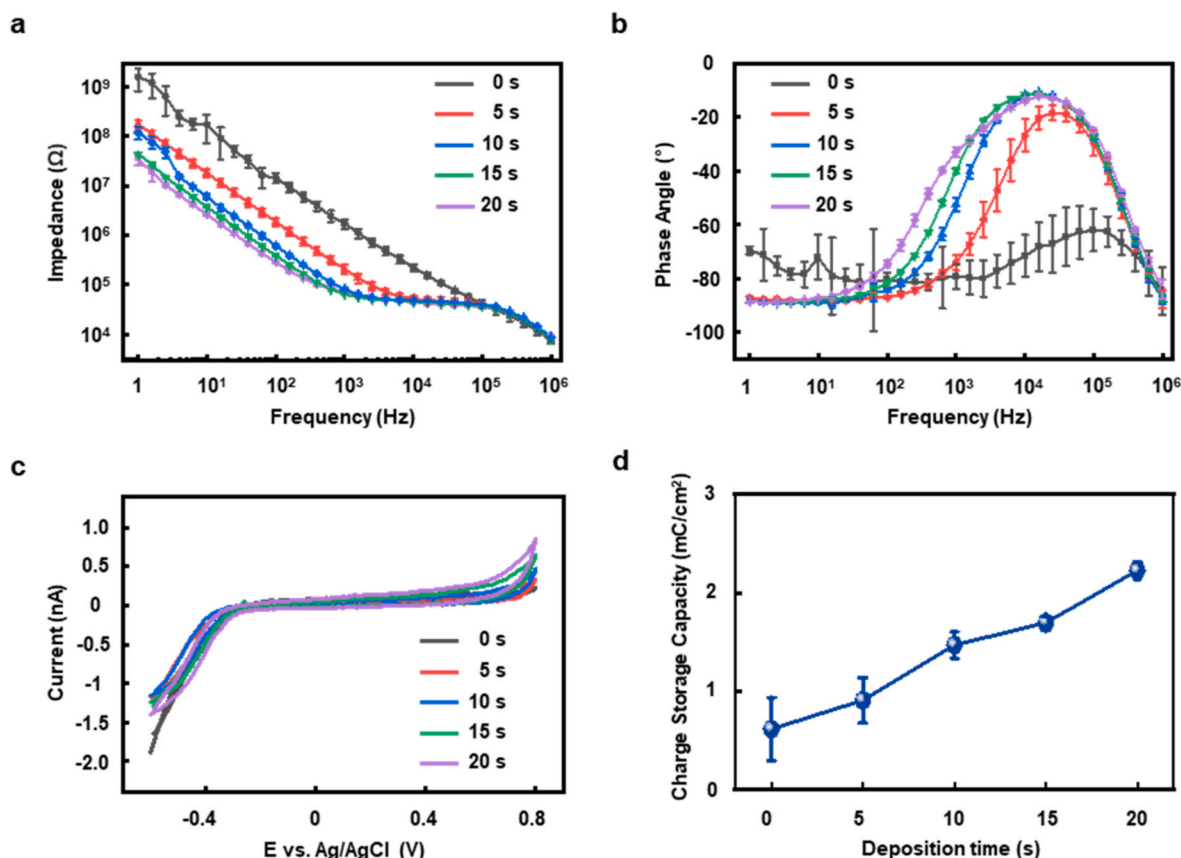 a
Impedance (Ω)
10⁹
10⁸
10⁷
10⁶
10⁵
10⁴
0 s
5 s
10 s
15 s
20 s
1 10¹ 10² 10³ 10⁴ 10⁵ 10⁶
Frequency (Hz)
b
Phase Angle (°)
0
-20
-40
-60
-80
-100
0 s
5 s
10 s
15 s
20 s
1 10¹ 10² 10³ 10⁴ 10⁵ 10⁶
Frequency (Hz)
c
Current (nA)
1.0
0.5
0
-0.5
-1
-1.5
-2.0
0 s
5 s
10 s
15 s
20 s
-0.4 0 0.4 0.8
E vs. Ag/AgCl (V)
d
Charge Storage Capacity (mC/cm²)
3
2
1
0
0 5 10 15 20
Deposition time (s)